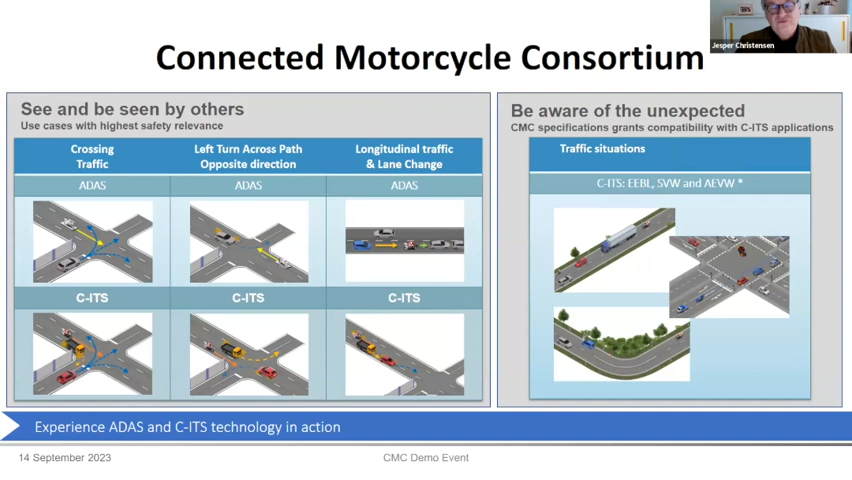 Jesper Christensen
Connected Motorcycle Consortium
See and be seen by others
Use cases with highest safety relevance
Crossing
Traffic
Left Turn Across Path
Opposite direction
Longitudinal traffic
& Lane Change
ADAS
ADAS
ADAS
C-ITS
C-ITS
C-ITS
Be aware of the unexpected
CMC specifications grants compatibility with C-ITS applications
Traffic situations
C-ITS: EEBL, SVW and AEVW *
Experience ADAS and C-ITS technology in action
14 September 2023
CMC Demo Event